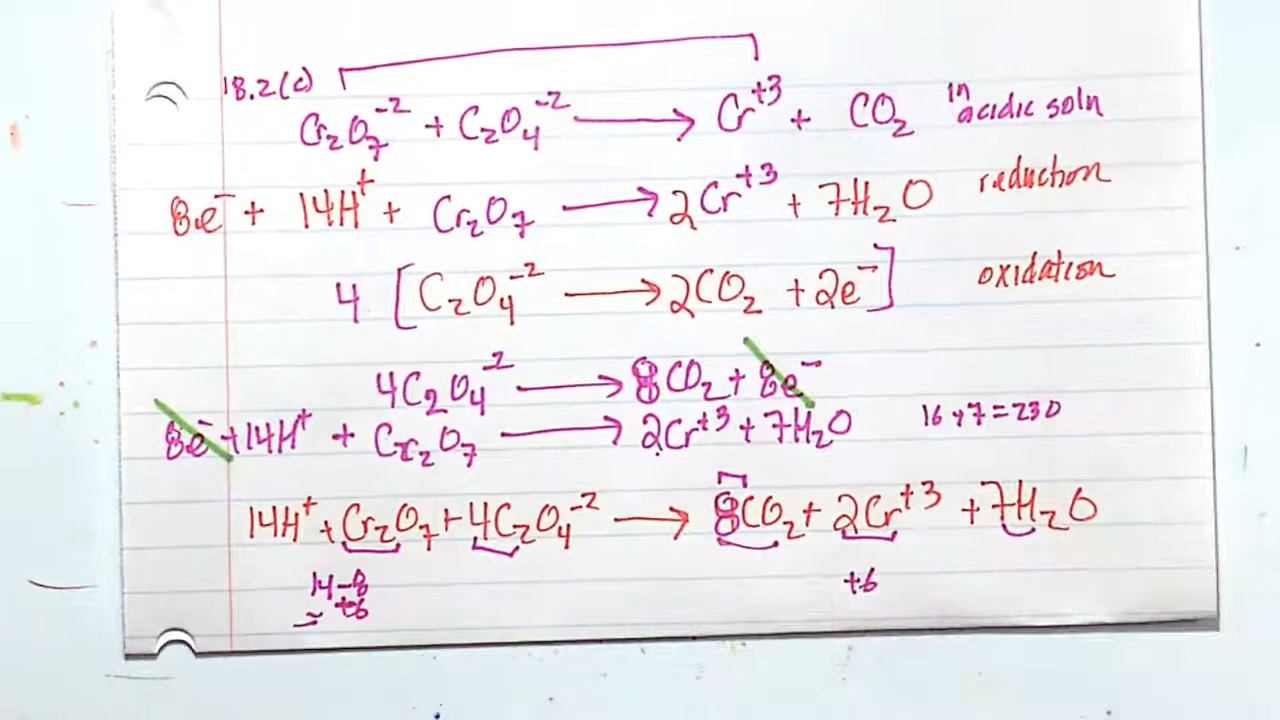 18.2(c)
Cr₂O₇⁻² + C₂O₄⁻² → Cr⁺³ + CO₂ in acidic soln
8e⁻ + 14H⁺ + Cr₂O₇ → 2Cr⁺³ + 7H₂O reduction
4 [C₂O₄⁻² → 2CO₂ + 2e⁻] oxidation
4C₂O₄⁻² → 8CO₂ + 8e⁻
8e⁻ + 14H⁺ + Cr₂O₇ → 2Cr⁺³ + 7H₂O 16+7=23O
14H⁺ + Cr₂O₇ + 4C₂O₄⁻² → 8CO₂ + 2Cr⁺³ + 7H₂O
14-8 +6
= +6